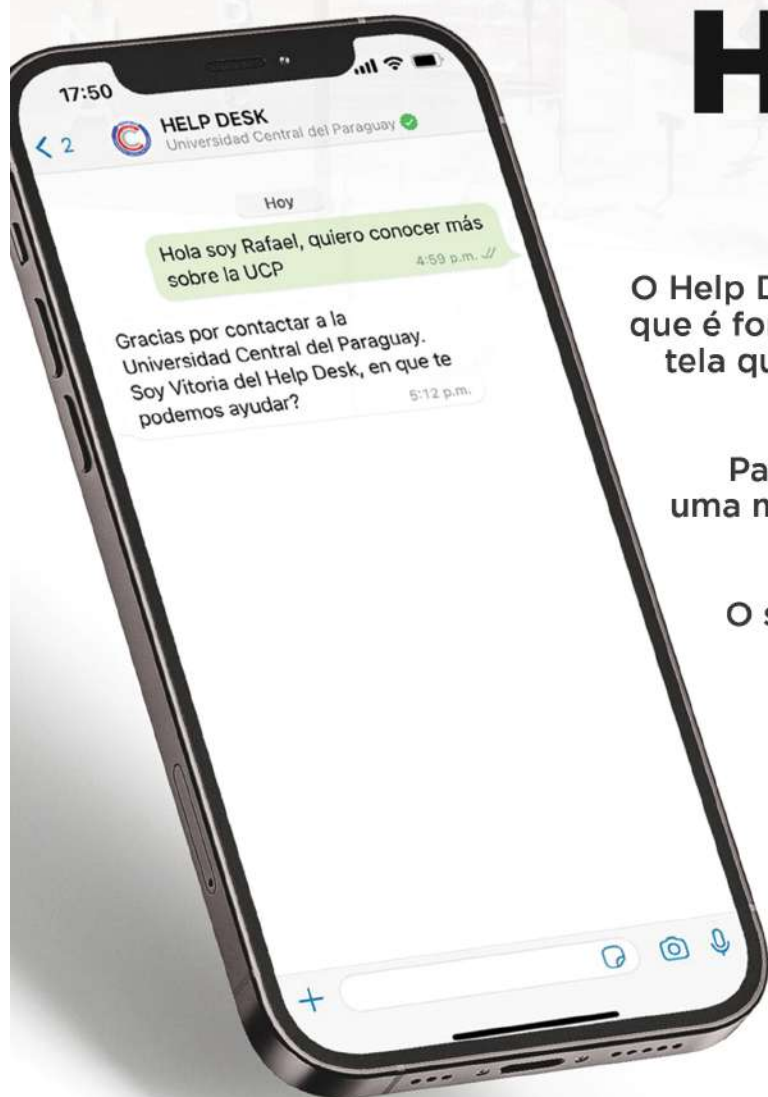 H
17:50
2
HELP DESK
Universidad Central del Paraguay
Hoy
Hola soy Rafael, quiero conocer más
sobre la UCP
4:59 p.m.
Gracias por contactar a la
Universidad Central del Paraguay.
Soy Vitoria del Help Desk, en que te
podemos ayudar?
5:12 p.m.
O Help D
que é for
tela qu
Pa
uma m
O s